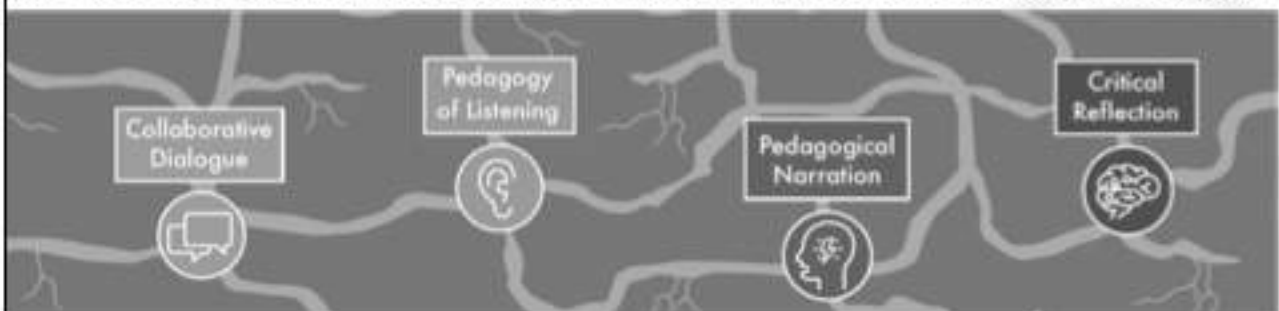 Collaborative
Dialogue
Pedagogy
of Listening
Pedagogical
Narration
Critical
Reflection